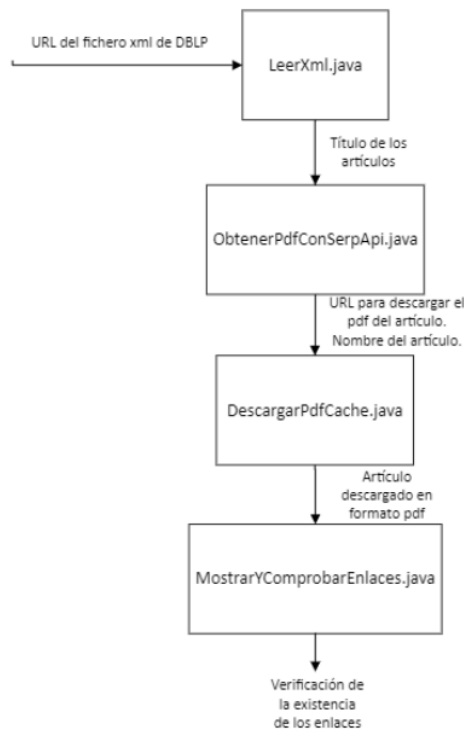 URL del fichero xml de DBLP
LeerXml.java
Título de los
artículos
ObtenerPdfConSerpApi.java
URL para descargar el
pdf del artículo.
Nombre del artículo.
DescargarPdfCache.java
Artículo
descargado en
formato pdf
MostrarYComprobarEnlaces.java
Verificación de
la existencia
de los enlaces